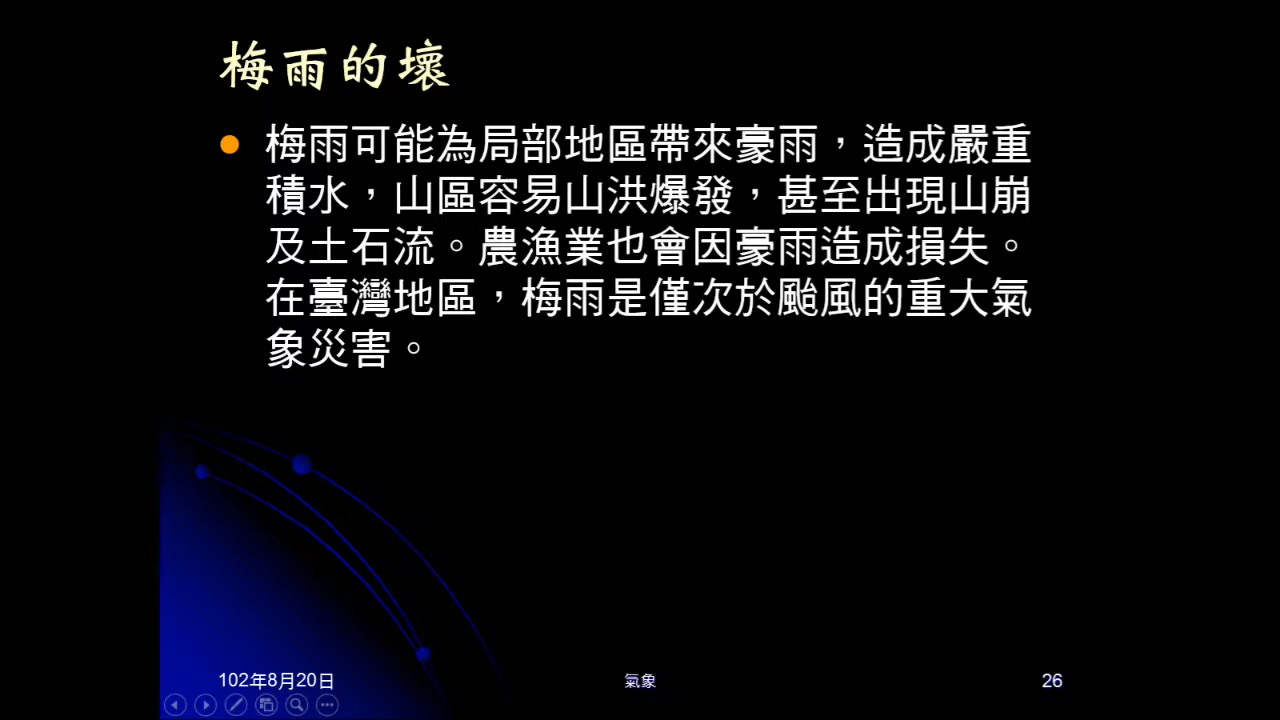 梅雨的壞
梅雨可能為局部地區帶來豪雨，造成嚴重
積水，山區容易山洪爆發，甚至出現山崩
及土石流。農漁業也會因豪雨造成損失。
在臺灣地區，梅雨是僅次於颱風的重大氣
象災害。
102年8月20日
氣象
26